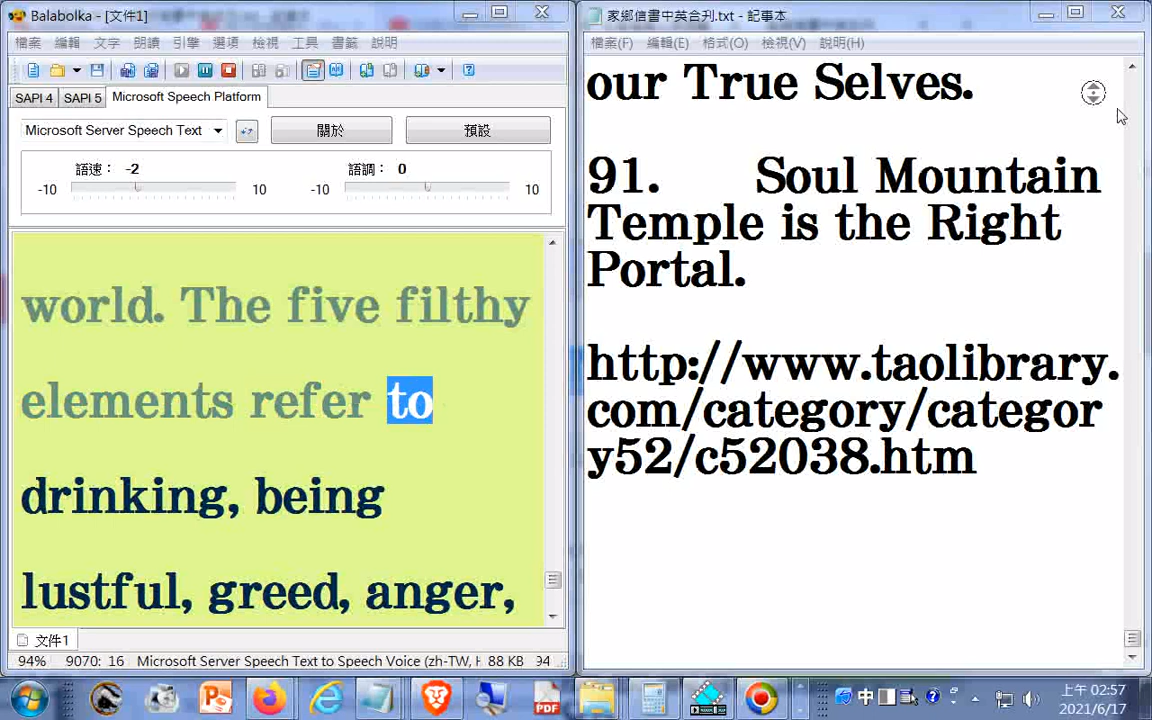 Balabolka - [文件1]
檔案 編輯 文字 朗讀 引擎 選項 檢視 工具 書籤 說明
SAPI 4 SAPI 5 Microsoft Speech Platform
Microsoft Server Speech Text 關於 預設
語速： -2 語調： 0
-10 10 -10 10
world. The five filthy
elements refer to
drinking, being
lustful, greed, anger,
文件1
94% 9070: 16 Microsoft Server Speech Text to Speech Voice (zh-TW, H 88 KB 94
家鄉信書中英合刋.txt - 記事本
檔案(F) 編輯(E) 格式(O) 檢視(V) 說明(H)
our True Selves.
91. Soul Mountain
Temple is the Right
Portal.
http://www.taolibrary.
com/category/categor
y52/c52038.htm
中
PDF
上午 02:57
2021/6/17